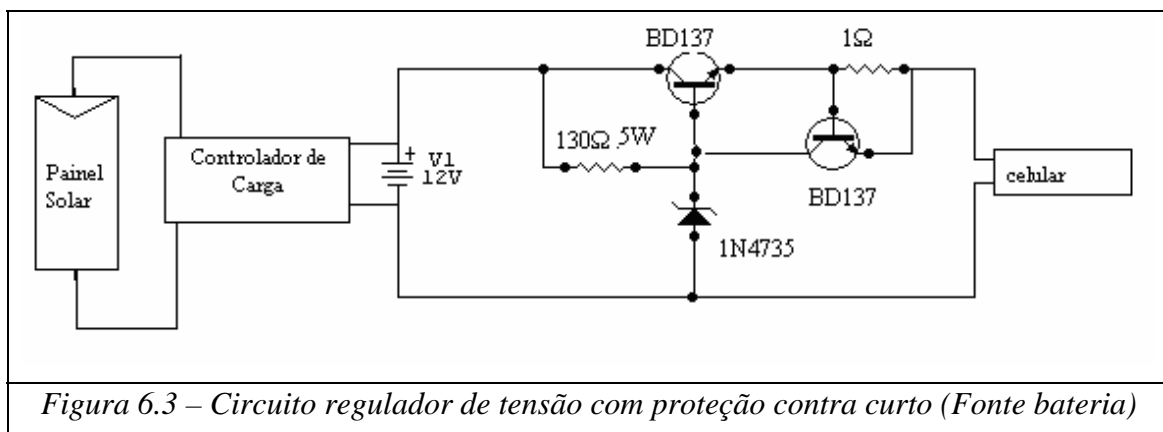 BD137
1Ω
Painel
Solar
Controlador de
Carga
+ V1
12V
130Ω .5W
BD137
celular
1N4735
Figura 6.3 – Circuito regulador de tensão com proteção contra curto (Fonte bateria)